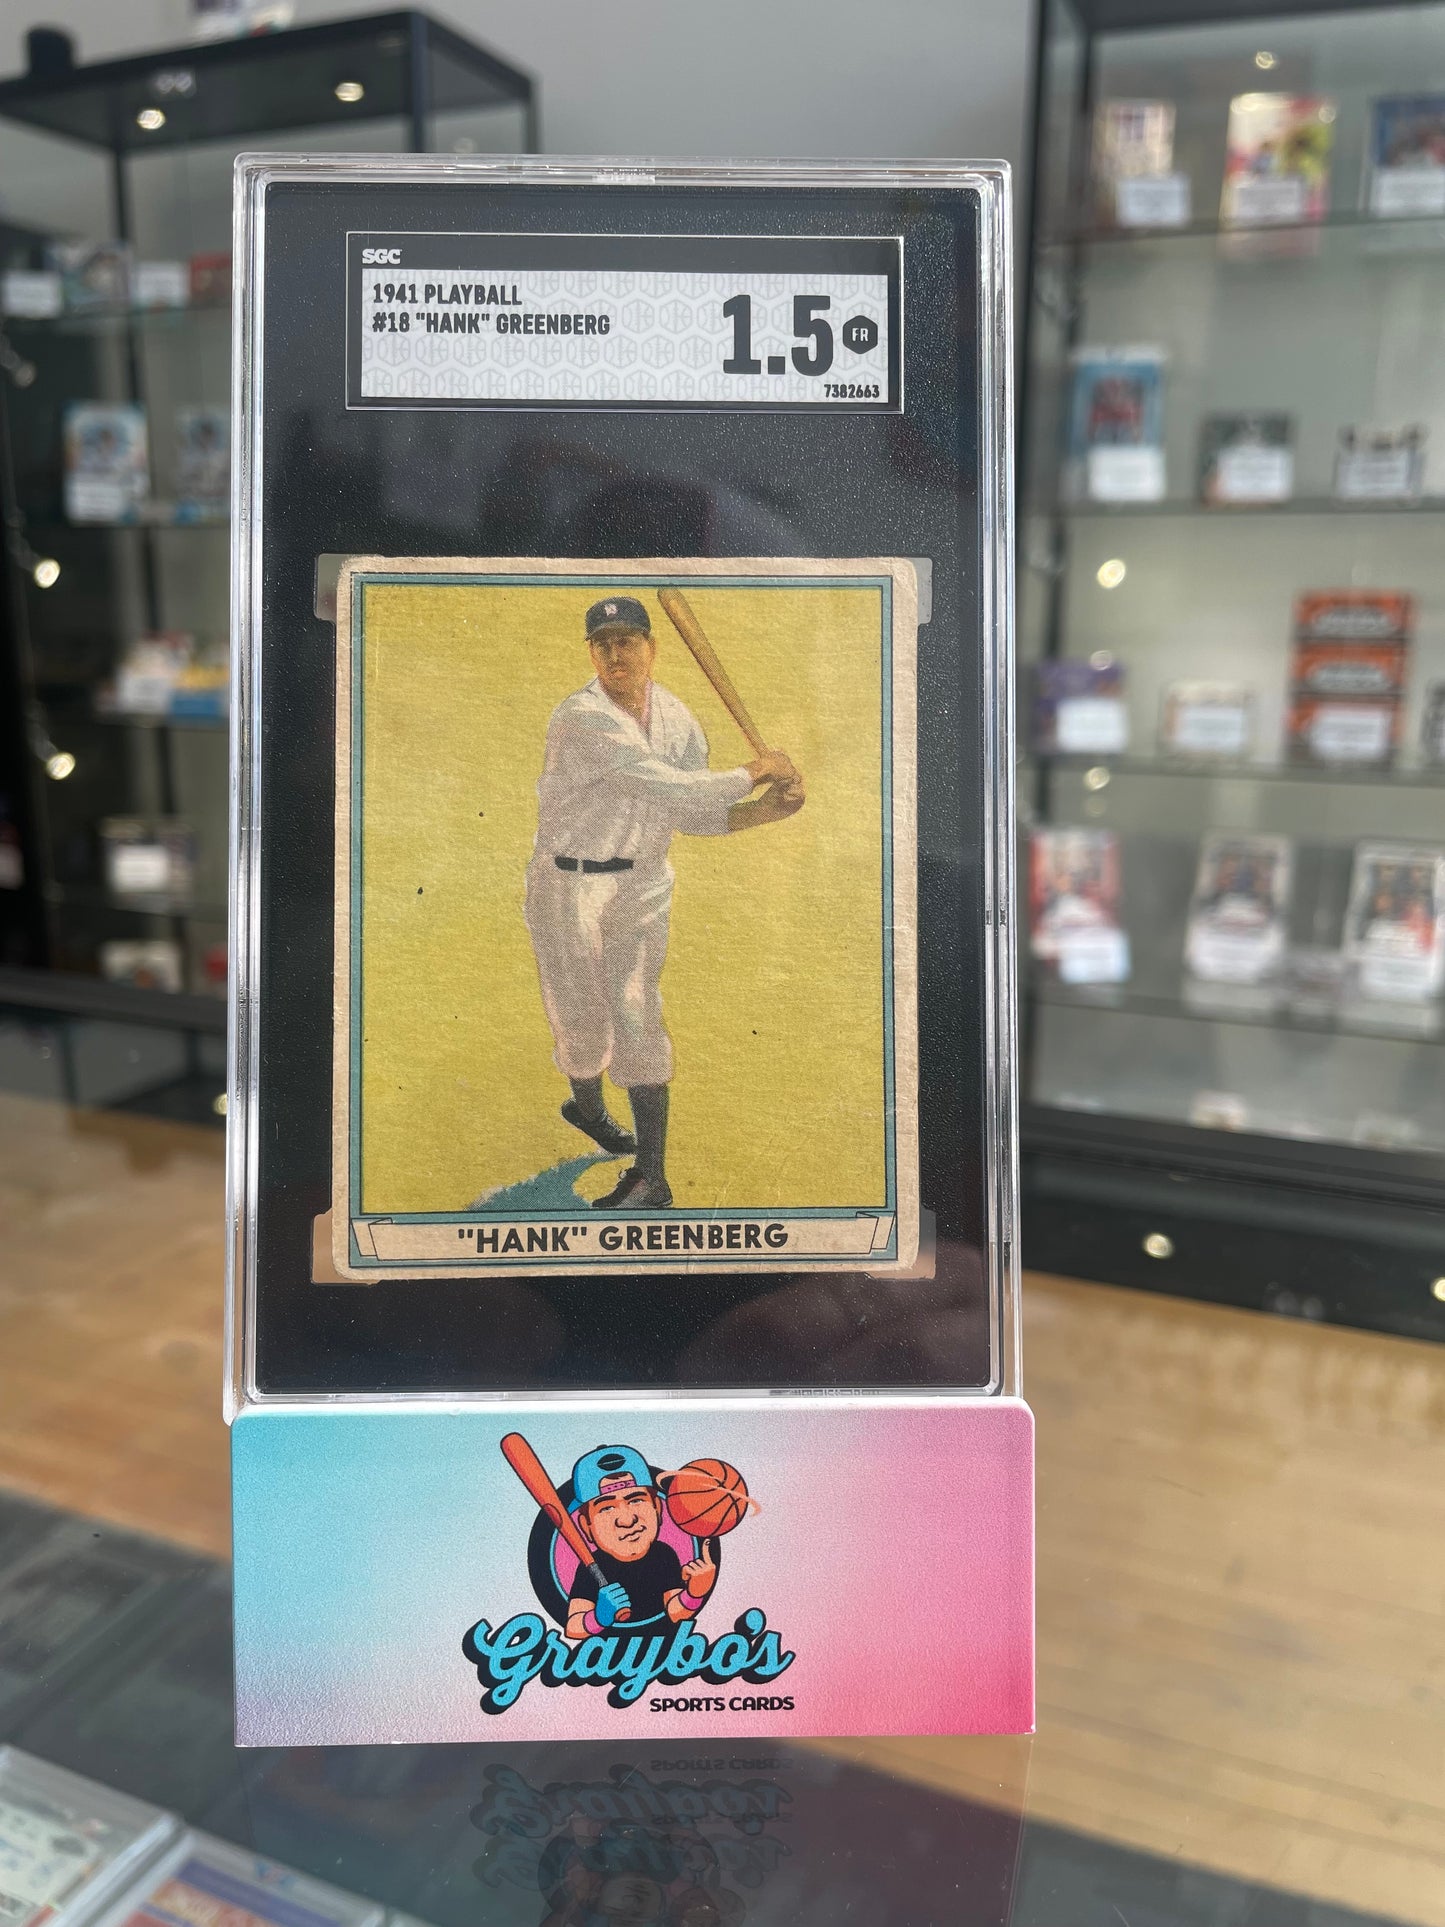 SGC
1941 PLAYBALL
#18 "HANK" GREENBERG
1.5 FR
7382663
"HANK" GREENBERG
Graybo's
SPORTS CARDS